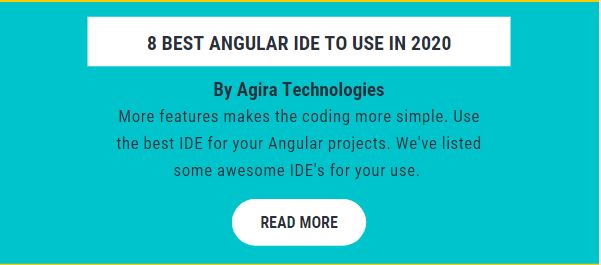 8 BEST ANGULAR IDE TO USE IN 2020
By Agira Technologies
More features makes the coding more simple. Use
the best IDE for your Angular projects. We've listed
some awesome IDE's for your use.
READ MORE